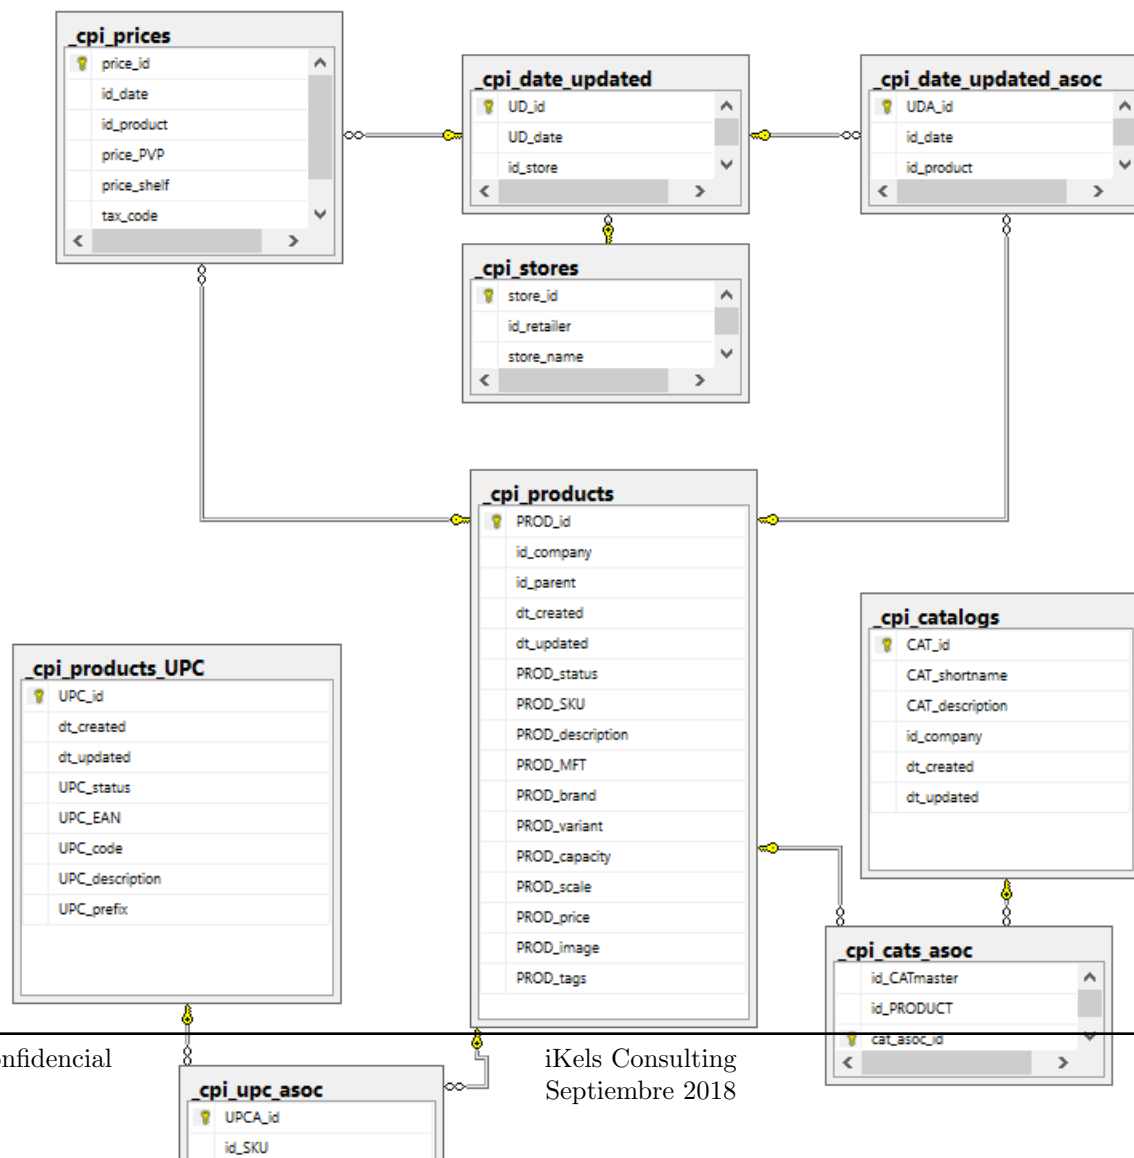 _cpi_prices
price_id
id_date
id_product
price_PVP
price_shelf
tax_code
_cpi_date_updated
UD_id
UD_date
id_store
_cpi_date_updated_asoc
UDA_id
id_date
id_product
_cpi_stores
store_id
id_retailer
store_name
_cpi_products
PROD_id
id_company
id_parent
dt_created
dt_updated
PROD_status
PROD_SKU
PROD_description
PROD_MFT
PROD_brand
PROD_variant
PROD_capacity
PROD_scale
PROD_price
PROD_image
PROD_tags
_cpi_catalogs
CAT_id
CAT_shortname
CAT_description
id_company
dt_created
dt_updated
_cpi_products_UPC
UPC_id
dt_created
dt_updated
UPC_status
UPC_EAN
UPC_code
UPC_description
UPC_prefix
_cpi_cats_asoc
id_CATmaster
id_PRODUCT
cat_asoc_id
_cpi_upc_asoc
UPCA_id
id_SKU
onfidencial
iKels Consulting
Septiembre 2018